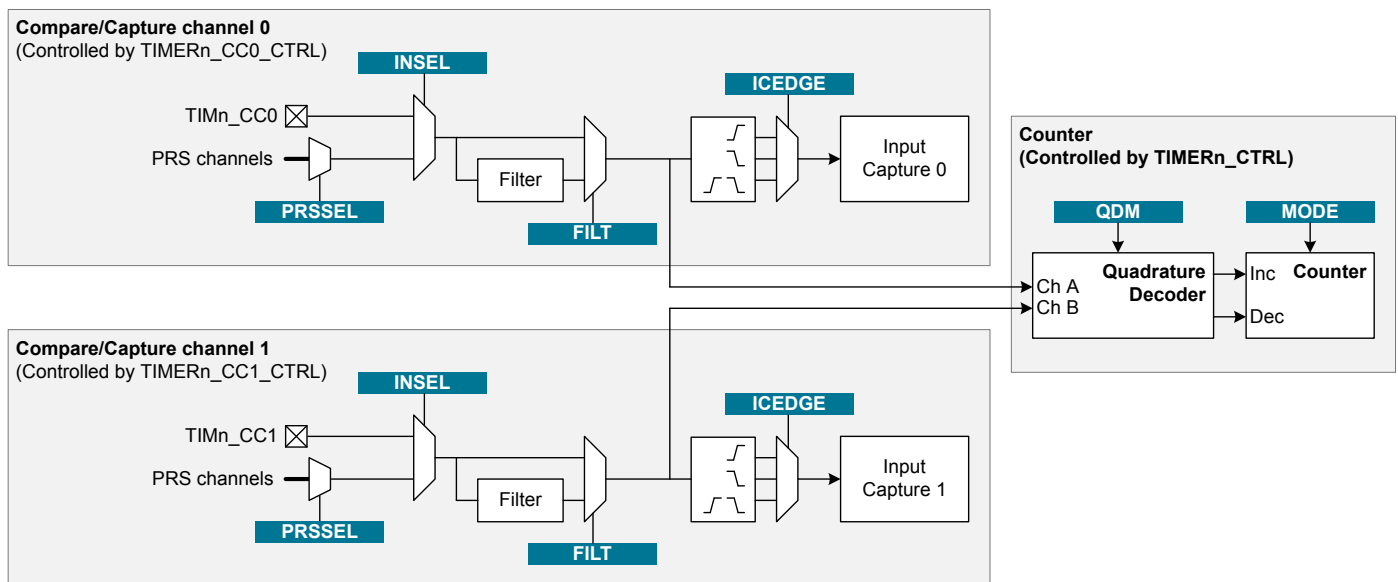 Compare/Capture channel 0
(Controlled by TIMERn_CC0_CTRL)
INSEL
ICEDGE
TIMn_CC0
PRS channels
Filter
Input
Capture 0
PRSSEL
FILT
Counter
(Controlled by TIMERn_CTRL)
QDM
MODE
Ch A
Ch B
Quadrature
Decoder
Inc
Counter
Dec
Compare/Capture channel 1
(Controlled by TIMERn_CC1_CTRL)
INSEL
ICEDGE
TIMn_CC1
PRS channels
Filter
Input
Capture 1
PRSSEL
FILT